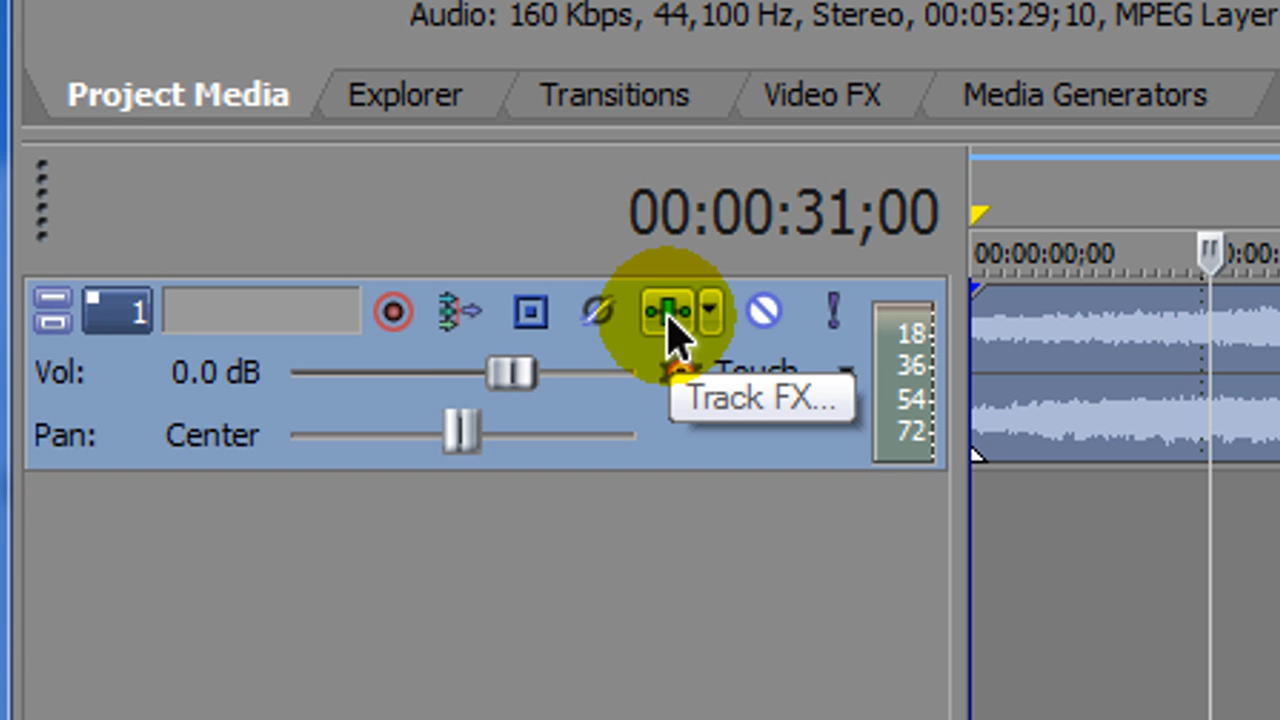 Audio: 160 Kbps, 44,100 Hz, Stereo, 00:05:29;10, MPEG Layer
Project Media Explorer Transitions Video FX Media Generators
00:00:31;00
00:00:00;00 :00:
1
18
Vol: 0.0 dB Touch 36
Track FX... 54
Pan: Center 72